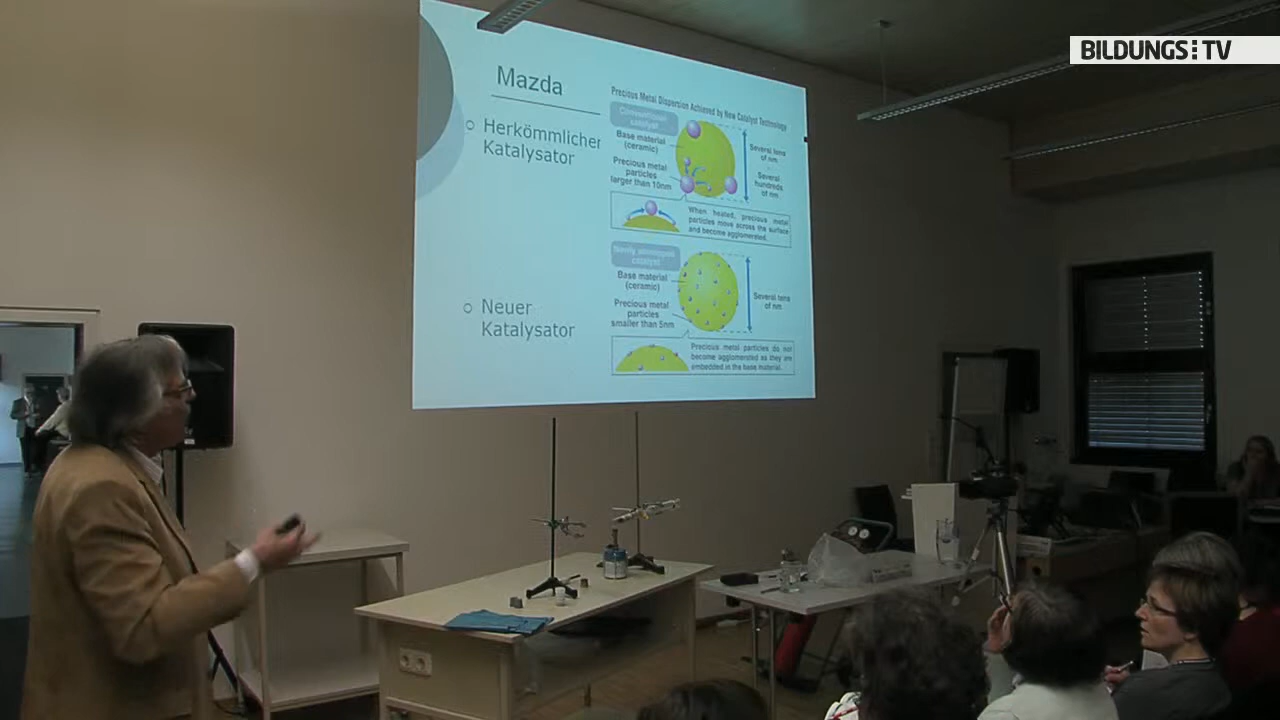 BILDUNGS:TV
Mazda
Herkömmlicher
Katalysator
Neuer
Katalysator
Precious Metal Dispersion Achieved by New Catalyst Technology
Conventional
catalyst
Base material
(ceramic)
Precious metal
particles
larger than 10nm
Several tens
of nm
Several
hundreds
of nm
When heated, precious metal
particles move across the surface
and become agglomerated.
catalyst
Base material
(ceramic)
Precious metal
particles
smaller than 5nm
Several tens
of nm
Precious metal particles do not
become agglomerated as they are
embedded in the base material.